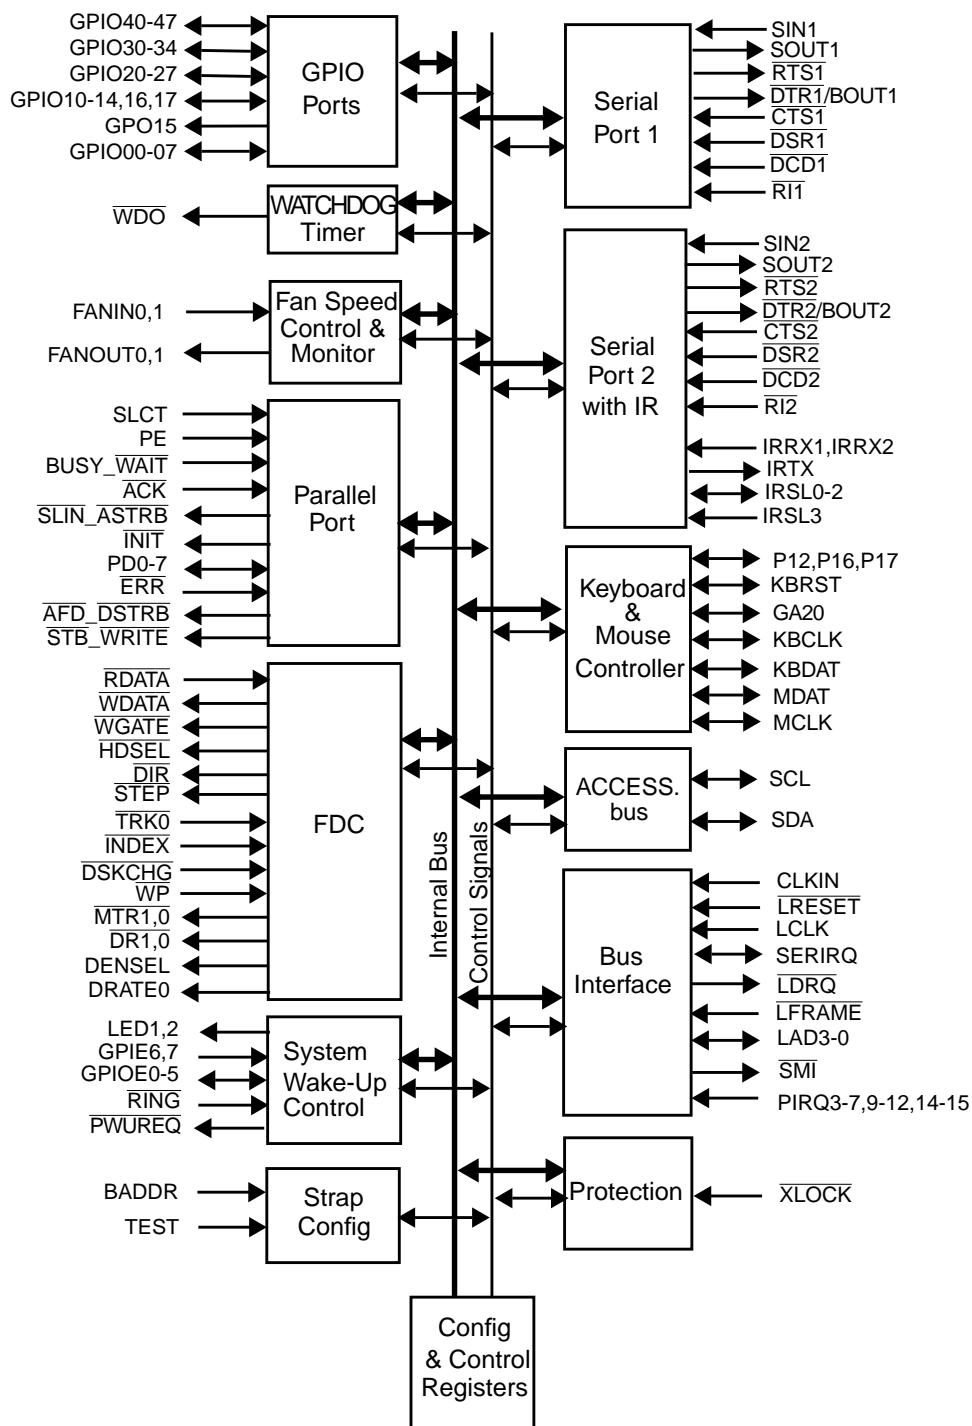 GPIO40-47
GPIO30-34
GPIO20-27
GPIO10-14,16,17
GPO15
GPIO00-07
GPIO
Ports
WDO
WATCHDOG
Timer
FANIN0,1
FANOUT0,1
Fan Speed
Control &
Monitor
SLCT
PE
BUSY_WAIT
ACK
SLIN_ASTRB
INIT
PD0-7
ERR
AFD_DSTRB
STB_WRITE
Parallel
Port
RDATA
WDATA
WGATE
HDSEL
DIR
STEP
TRK0
INDEX
DSKCHG
WP
MTR1,0
DR1,0
DENSEL
DRATE0
FDC
LED1,2
GPIE6,7
GPIOE0-5
RING
PWUREQ
System
Wake-Up
Control
BADDR
TEST
Strap
Config
Internal Bus
Control Signals
Serial
Port 1
SIN1
SOUT1
RTS1
DTR1/BOUT1
CTS1
DSR1
DCD1
RI1
Serial
Port 2
with IR
SIN2
SOUT2
RTS2
DTR2/BOUT2
CTS2
DSR2
DCD2
RI2
IRRX1,IRRX2
IRTX
IRSL0-2
IRSL3
Keyboard
&
Mouse
Controller
P12,P16,P17
KBRST
GA20
KBCLK
KBDAT
MDAT
MCLK
ACCESS.
bus
SCL
SDA
Bus
Interface
CLKIN
LRESET
LCLK
SERIRQ
LDRQ
LFRAME
LAD3-0
SMI
PIRQ3-7,9-12,14-15
Protection
XLOCK
Config
& Control
Registers